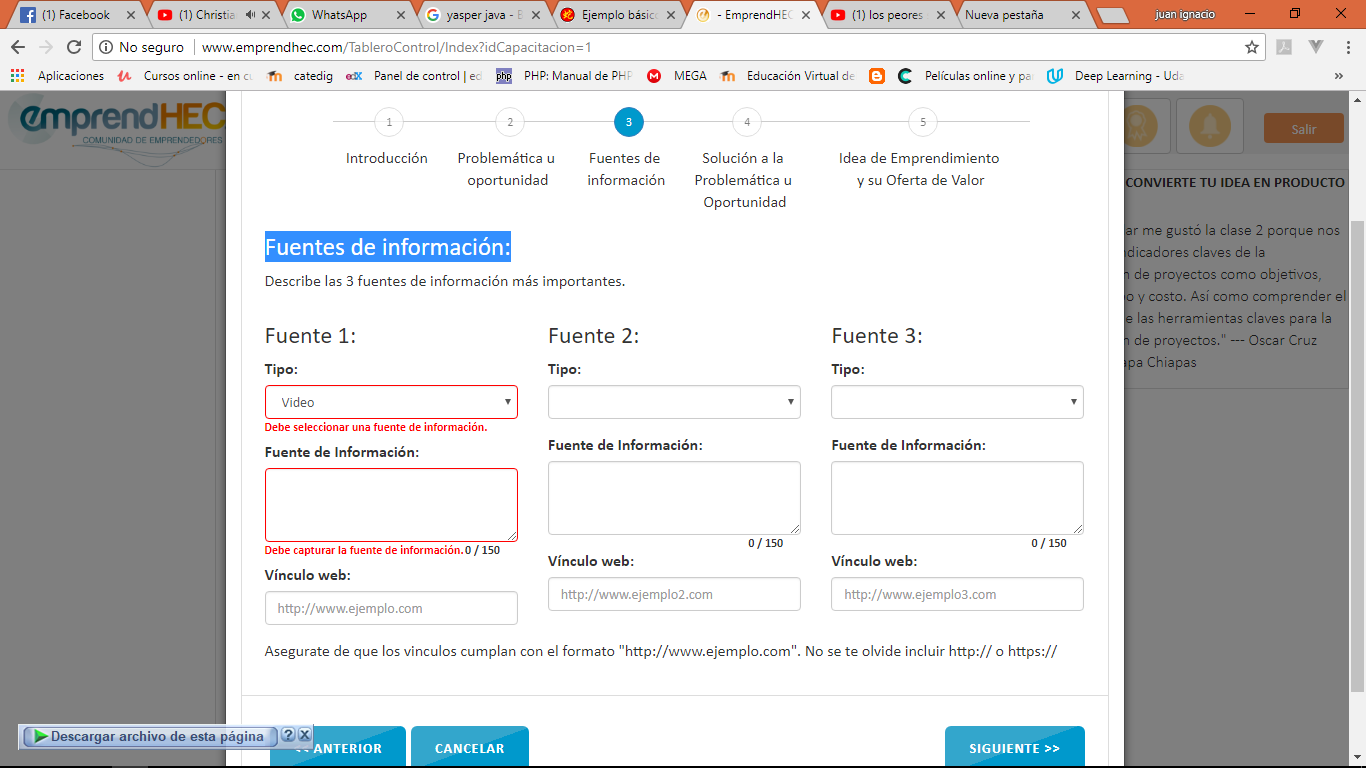 (1) Facebook
(1) Christia
WhatsApp
yasper java - B
Ejemplo básic
- EmprendHEC
(1) los peores
Nueva pestaña
juan ignacio
No seguro
www.emprendhec.com/TableroControl/Index?idCapacitacion=1
Aplicaciones
Cursos online - en cu
catedig
edX
Panel de control | ed
php
PHP: Manual de PHP
MEGA
Educación Virtual de
Películas online y pa
Deep Learning - Uda
»
emprendHEC
COMUNIDAD DE EMPRENDEDORES
Salir
1
2
3
4
5
Introducción
Problemática u
oportunidad
Fuentes de
información
Solución a la
Problemática u
Oportunidad
Idea de Emprendimiento
y su Oferta de Valor
CONVIERTE TU IDEA EN PRODUCTO
ar me gustó la clase 2 porque nos
ndicadores claves de la
n de proyectos como objetivos,
o y costo. Así como comprender el
e las herramientas claves para la
n de proyectos." --- Oscar Cruz
apa Chiapas
Fuentes de información:
Describe las 3 fuentes de información más importantes.
Fuente 1:
Fuente 2:
Fuente 3:
Tipo:
Tipo:
Tipo:
Video
Debe seleccionar una fuente de información.
Fuente de Información:
Fuente de Información:
Fuente de Información:
Debe capturar la fuente de información. 0 / 150
0 / 150
0 / 150
Vínculo web:
Vínculo web:
Vínculo web:
http://www.ejemplo.com
http://www.ejemplo2.com
http://www.ejemplo3.com
Asegurate de que los vinculos cumplan con el formato "http://www.ejemplo.com". No se te olvide incluir http:// o https://
Descargar archivo de esta página
?
<< ANTERIOR
CANCELAR
SIGUIENTE >>